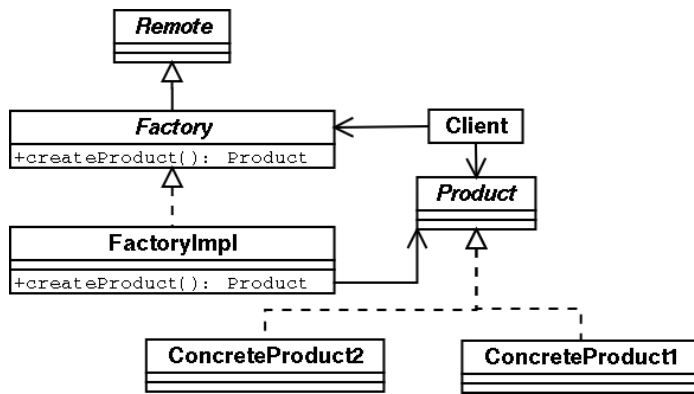 Remote
Factory
+createProduct(): Product
Client
Product
FactoryImpl
+createProduct(): Product
ConcreteProduct2
ConcreteProduct1